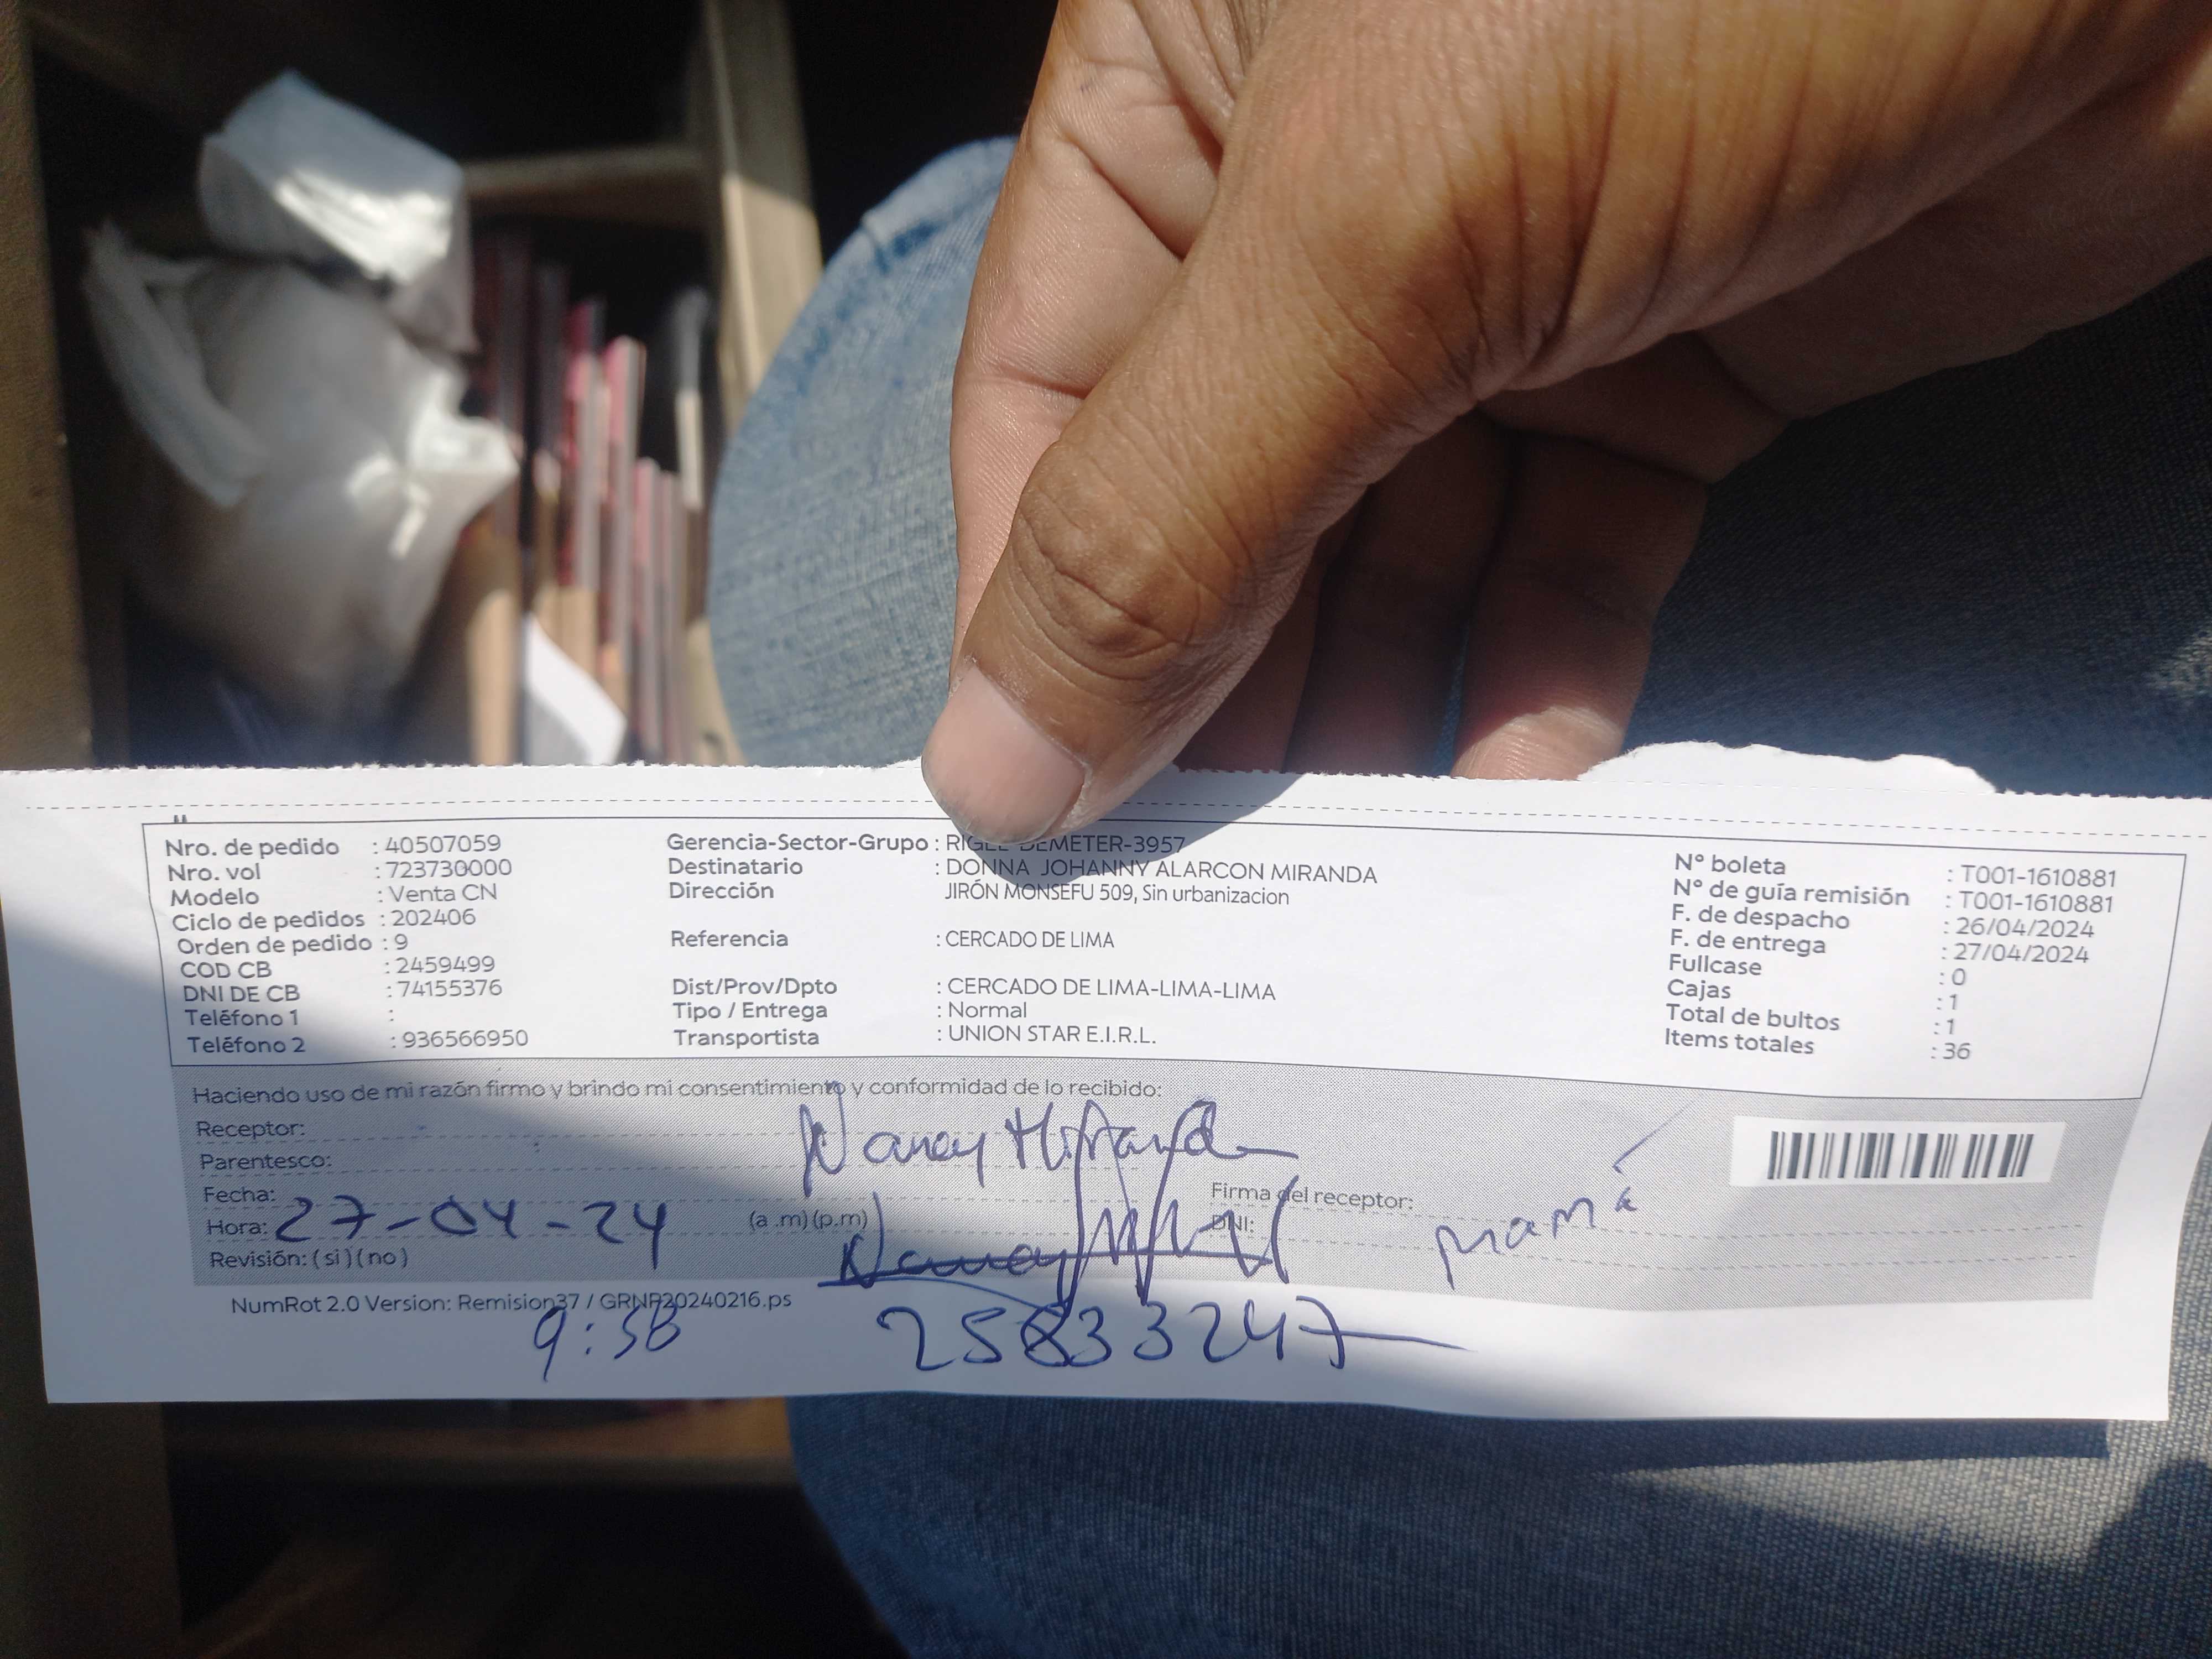 Nro. de pedido : 40507059
Nro. vol : 723730000
Modelo : Venta CN
Ciclo de pedidos : 202406
Orden de pedido : 9
COD CB : 2459499
DNI DE CB : 74155376
Teléfono 1 :
Teléfono 2 : 936566950
Gerencia-Sector-Grupo : DEMETER-3957
Destinatario : DONNA JOHANNY ALARCON MIRANDA
Dirección JIRÓN MONSEFU 509, Sin urbanizacion
Referencia : CERCADO DE LIMA
Dist/Prov/Dpto : CERCADO DE LIMA-LIMA-LIMA
Tipo / Entrega : Normal
Transportista : UNION STAR E.I.R.L.
N° boleta : T001-1610881
N° de guía remisión : T001-1610881
F. de despacho : 26/04/2024
F. de entrega : 27/04/2024
Fullcase : 0
Cajas : 1
Total de bultos : 1
Items totales : 36
Haciendo uso de mi razón firmo y brindo mi consentimiento y conformidad de lo recibido:
Receptor: Nancy Miranda
Parentesco:
Fecha:
Hora: 27-04-24 (a.m)(p.m)
Firma del receptor:
DNI:
mamá
Revisión: (si)(no)
NumRot 2.0 Version: Remision37 / GRNP20240216.ps
9:58
25833247